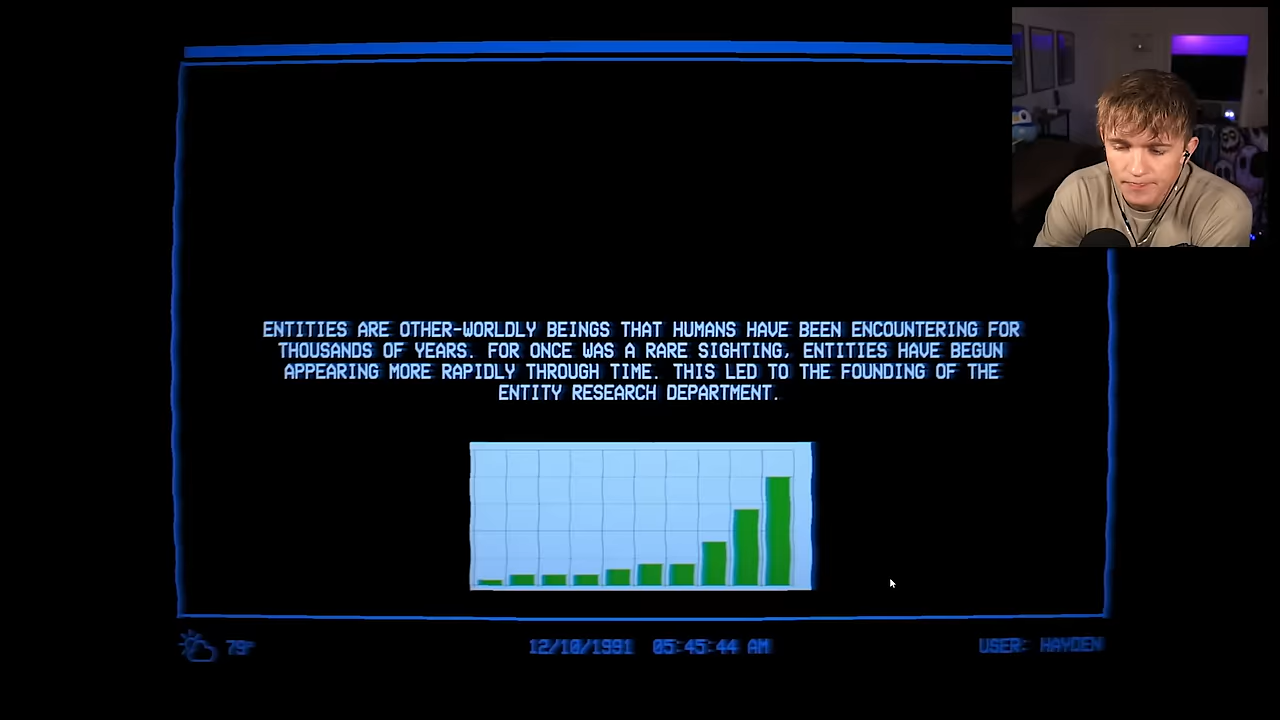 ENTITIES ARE OTHER-WORLDLY BEINGS THAT HUMANS HAVE BEEN ENCOUNTERING FOR
THOUSANDS OF YEARS. FOR ONCE WAS A RARE SIGHTING, ENTITIES HAVE BEGUN
APPEARING MORE RAPIDLY THROUGH TIME. THIS LED TO THE FOUNDING OF THE
ENTITY RESEARCH DEPARTMENT.
79° 12/10/1991 05:45:44 AM USER: HAYDEN